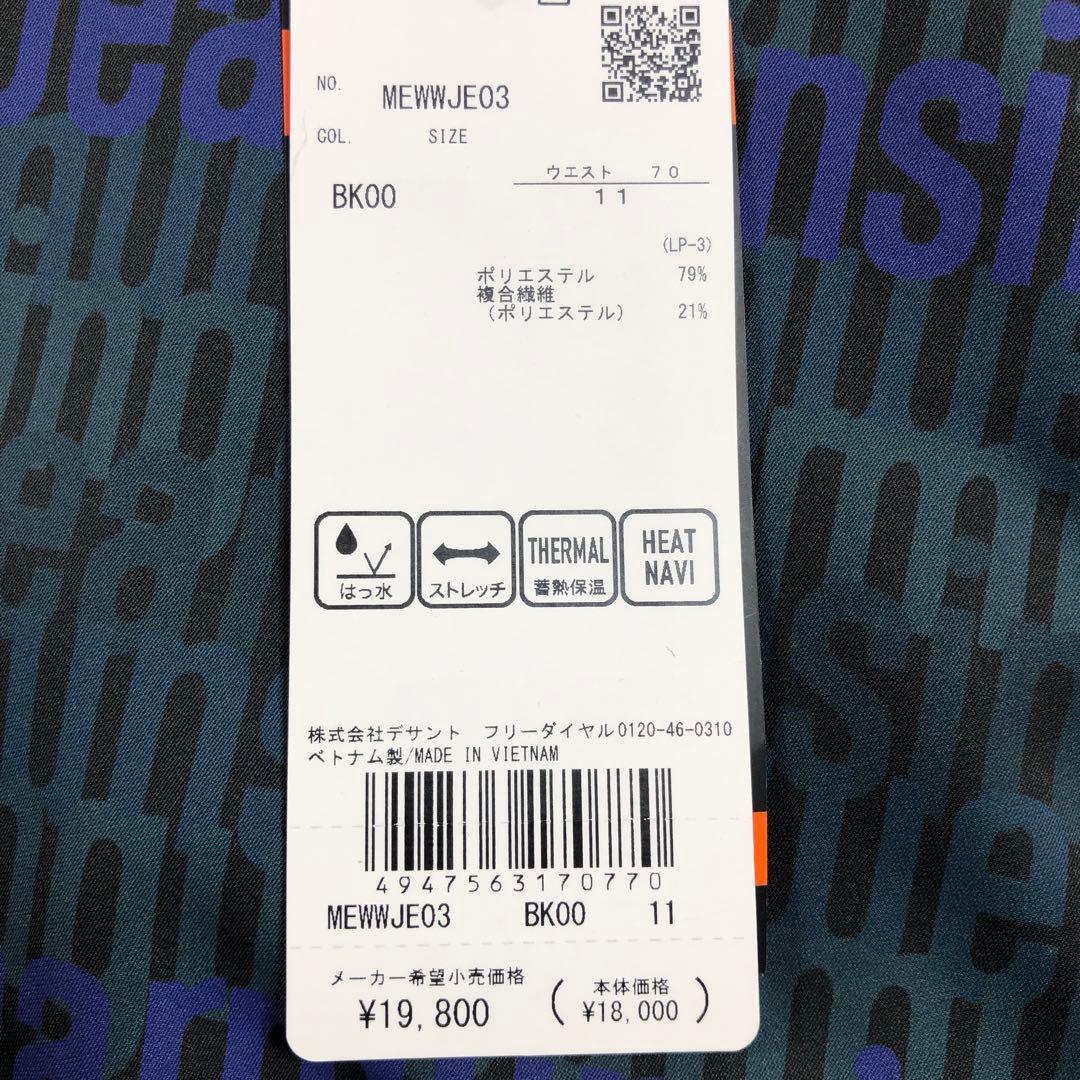 NO.
MEWWJE03
COL. SIZE
ウエスト 70
BK00 11
(LP-3)
ポリエステル 79%
複合繊維
(ポリエステル) 21%
はっ水
ストレッチ
THERMAL
蓄熱保温
HEAT
NAVI
株式会社デサント フリーダイヤル0120-46-0310
ベトナム製/MADE IN VIETNAM
4947563170770
MEWWJE03 BK00 11
メーカー希望小売価格
¥19,800
(本体価格
¥18,000)